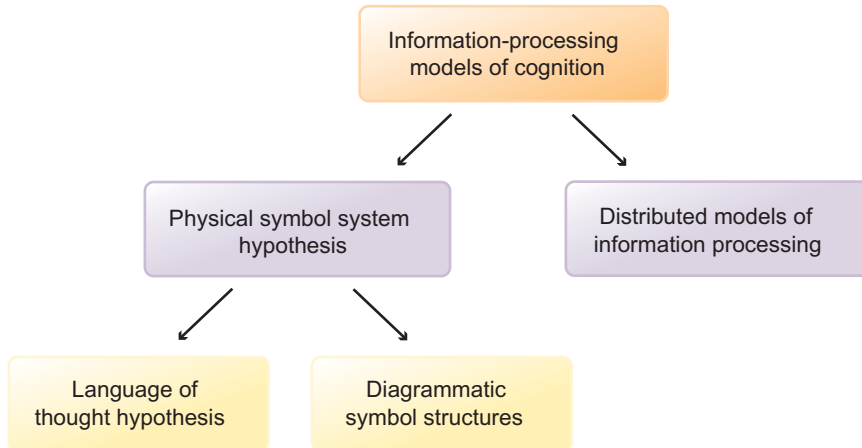 Information-processing
models of cognition
Physical symbol system
hypothesis
Distributed models of
information processing
Language of
thought hypothesis
Diagrammatic
symbol structures